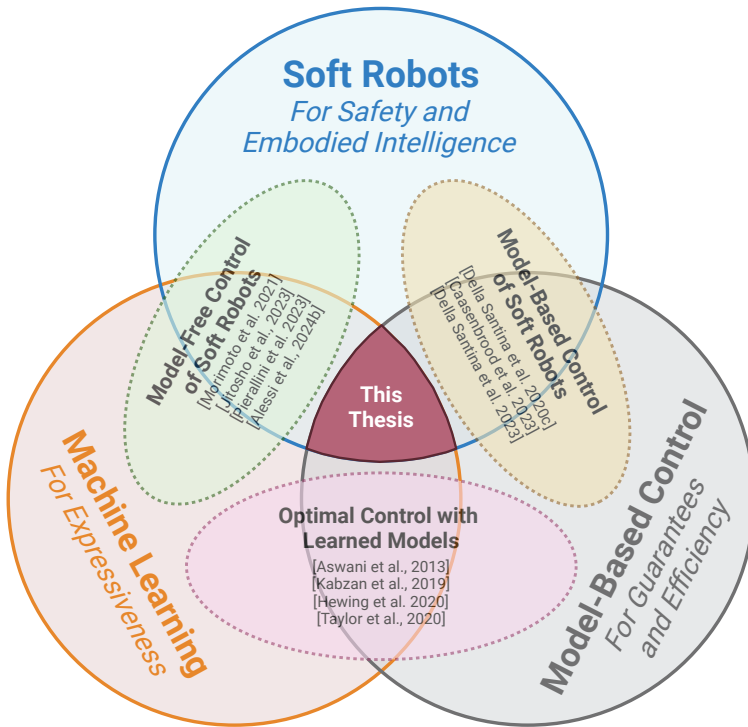 Soft Robots
For Safety and
Embodied Intelligence
Model-Free Control
of Soft Robots
[Morimoto et al. 2021]
[Jitosho et al., 2023]
[Pierallini et al. 2023]
[Alessi et al., 2024b]
Model-Based Control
of Soft Robots
[Della Santina et al. 2020c]
[Caasenbrood et al. 2023]
[Della Santina et al. 2023]
This
Thesis
Machine Learning
For Expressiveness
Optimal Control with
Learned Models
[Aswani et al., 2013]
[Kabzan et al., 2019]
[Hewing et al. 2020]
[Taylor et al., 2020]
Model-Based Control
For Guarantees
and Efficiency